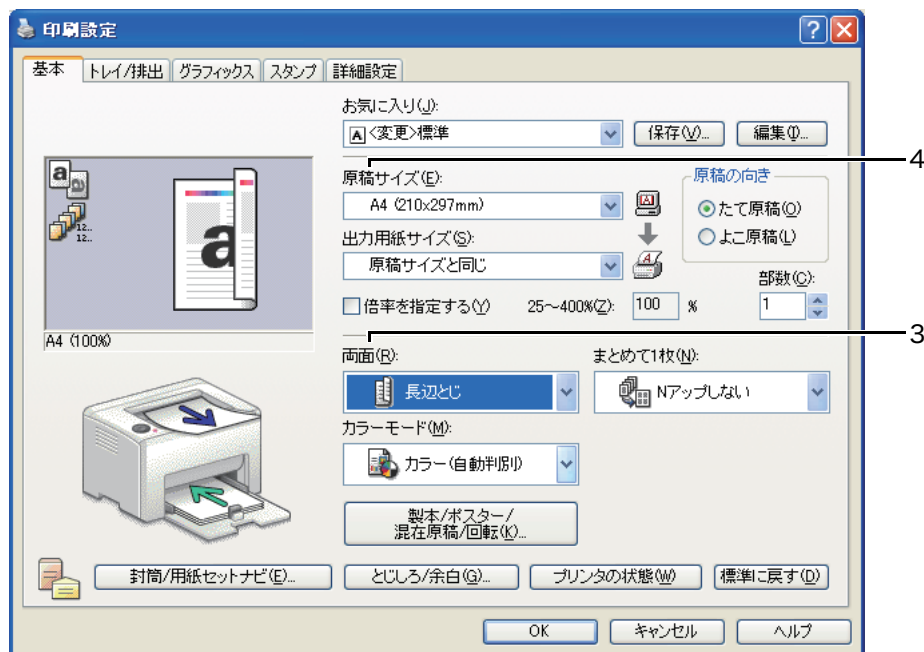 印刷設定
基本 トレイ/排出 グラフィックス スタンプ 詳細設定
お気に入り(J):
<変更>標準 保存(V)... 編集(I)...
4
原稿サイズ(E): 原稿の向き
A4 (210x297mm) たて原稿(O)
出力用紙サイズ(S): よこ原稿(L)
原稿サイズと同じ 部数(C):
倍率を指定する(Y) 25～400%(Z): 100 % 1
a
12..
12..
a
A4 (100%)
3
両面(R): まとめて1枚(N):
長辺とじ Nアップしない
カラーモード(M):
カラー(自動判別)
製本/ポスター/
混在原稿/回転(K)...
封筒/用紙セットナビ(E)... とじしろ/余白(G)... プリンタの状態(W) 標準に戻す(D)
OK キャンセル ヘルプ